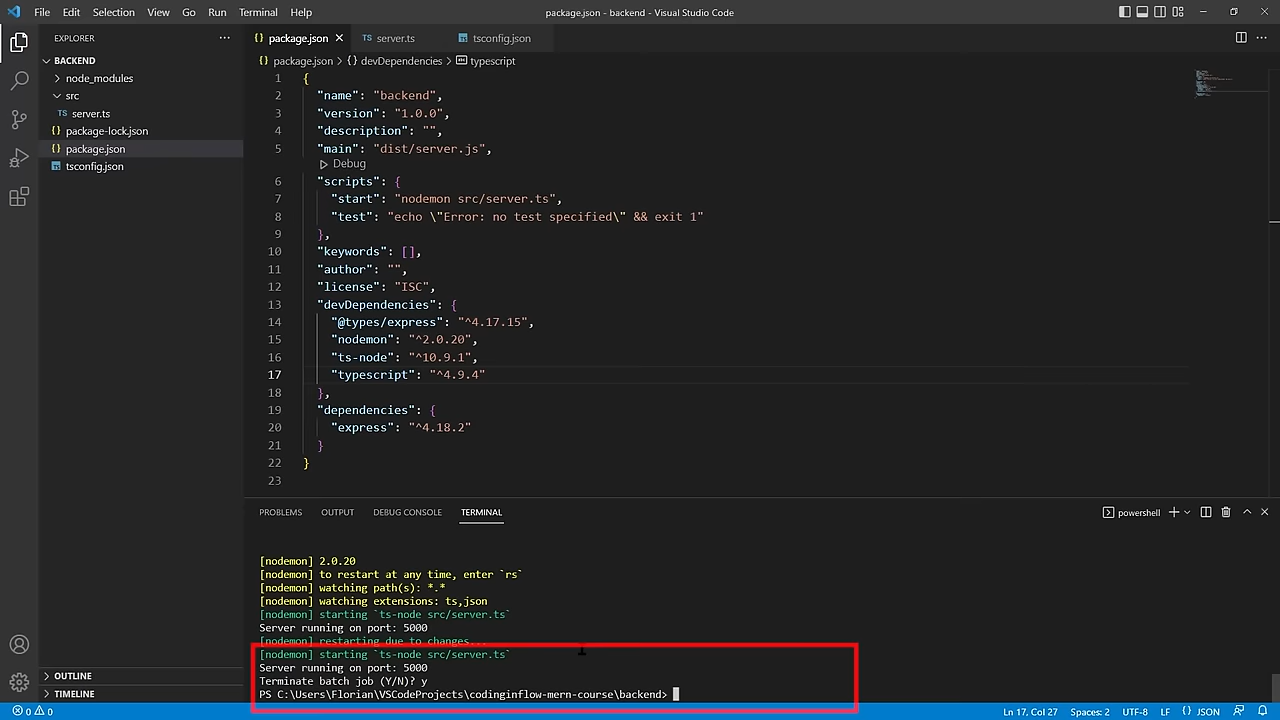 File Edit Selection View Go Run Terminal Help
package.json - backend - Visual Studio Code
EXPLORER
BACKEND
node_modules
src
TS server.ts
{} package-lock.json
{} package.json
tsconfig.json
OUTLINE
TIMELINE
{} package.json
TS server.ts
tsconfig.json
{} package.json > {} devDependencies > typescript
1 {
2 "name": "backend",
3 "version": "1.0.0",
4 "description": "",
5 "main": "dist/server.js",
Debug
6 "scripts": {
7 "start": "nodemon src/server.ts",
8 "test": "echo \"Error: no test specified\" && exit 1"
9 },
10 "keywords": [],
11 "author": "",
12 "license": "ISC",
13 "devDependencies": {
14 "@types/express": "^4.17.15",
15 "nodemon": "^2.0.20",
16 "ts-node": "^10.9.1",
17 "typescript": "^4.9.4"
18 },
19 "dependencies": {
20 "express": "^4.18.2"
21 }
22 }
23
PROBLEMS OUTPUT DEBUG CONSOLE TERMINAL
powershell
[nodemon] 2.0.20
[nodemon] to restart at any time, enter `rs`
[nodemon] watching path(s): *.*
[nodemon] watching extensions: ts,json
[nodemon] starting `ts-node src/server.ts`
Server running on port: 5000
[nodemon] restarting due to changes...
[nodemon] starting `ts-node src/server.ts`
Server running on port: 5000
Terminate batch job (Y/N)? y
PS C:\Users\Florian\VSCodeProjects\codinginflow-mern-course\backend>
0 0
Ln 17, Col 27 Spaces: 2 UTF-8 LF {} JSON